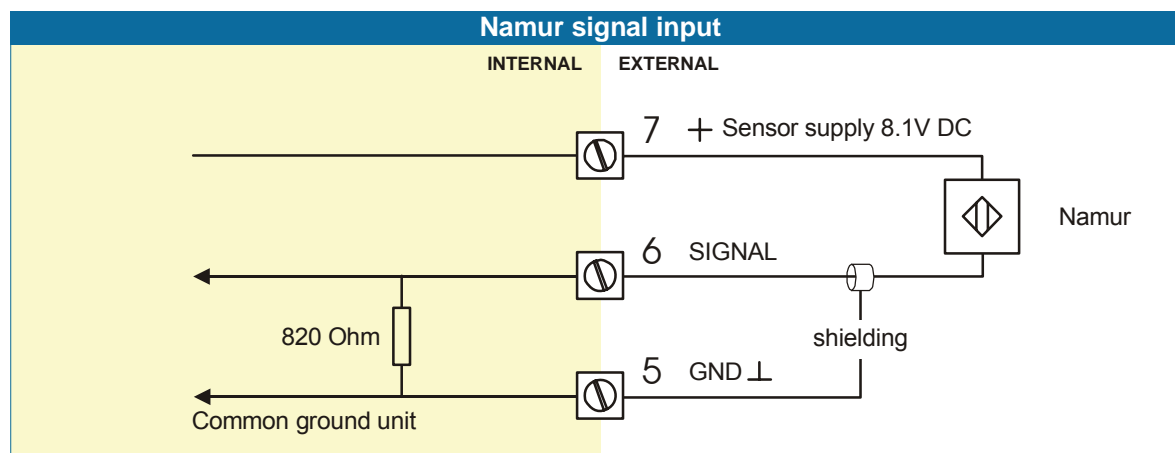 Namur signal input
INTERNAL EXTERNAL
7 + Sensor supply 8.1V DC
Namur
6 SIGNAL
820 Ohm
shielding
5 GND ⊥
Common ground unit